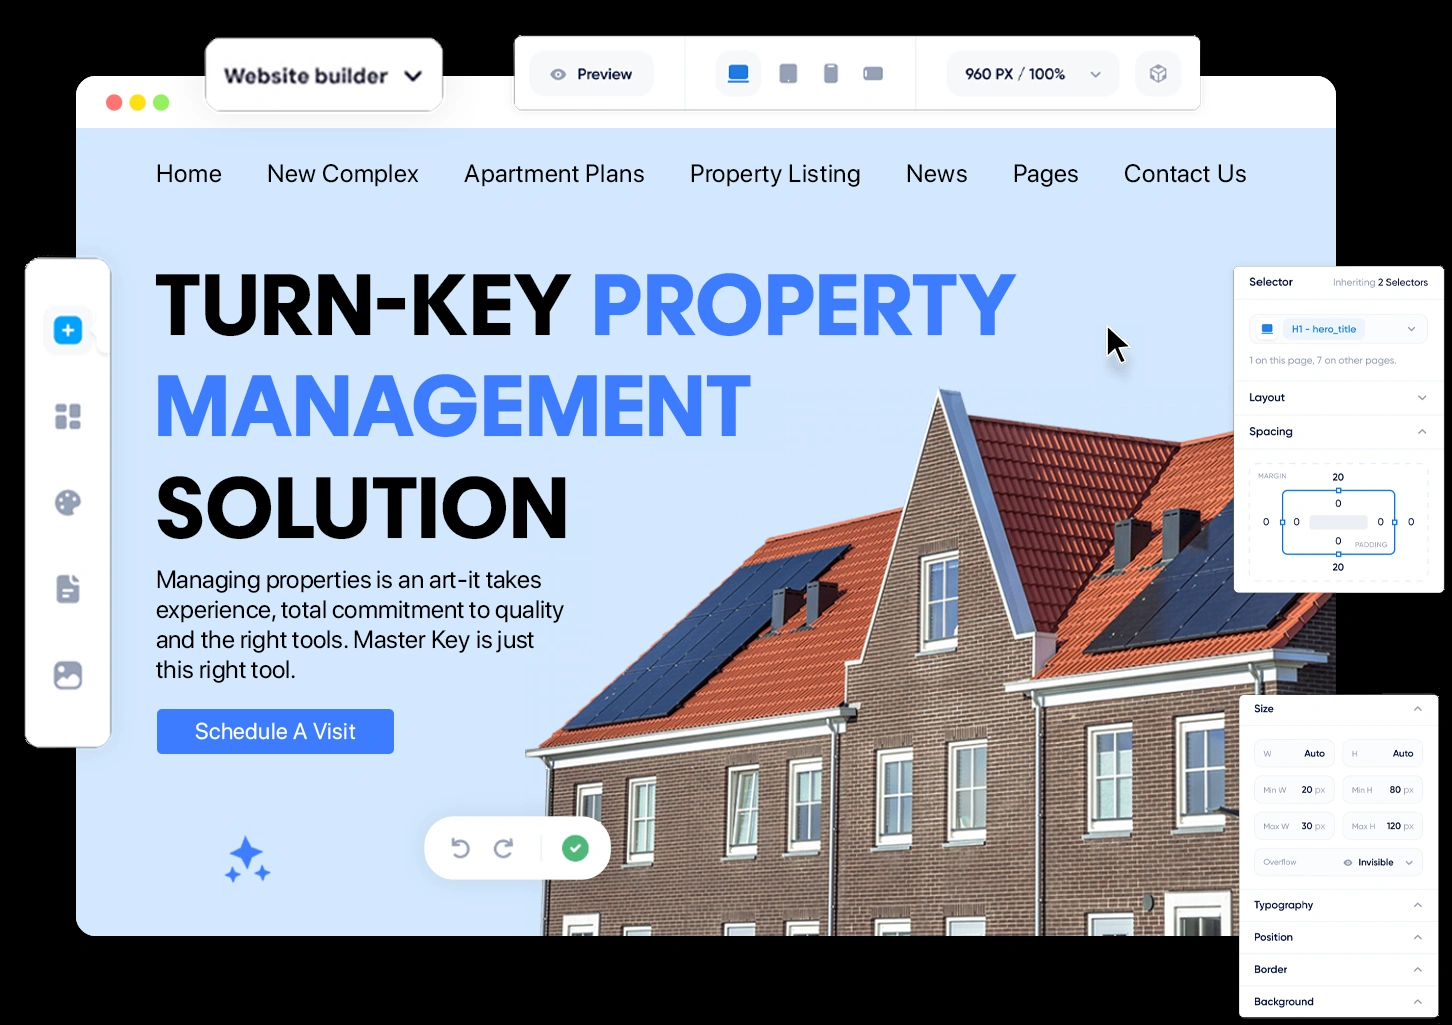 Website builder
Preview
960 PX / 100%
Home New Complex Apartment Plans Property Listing News Pages Contact Us
TURN-KEY PROPERTY
MANAGEMENT
SOLUTION
Managing properties is an art-it takes
experience, total commitment to quality
and the right tools. Master Key is just
this right tool.
Schedule A Visit
Selector Inheriting 2 Selectors
H1 - hero_title
1 on this page, 7 on other pages.
Layout
Spacing
MARGIN 20
0
0 0 0 0
0 PADDING
20
Size
W Auto H Auto
Min W 20 px Min H 80 px
Max W 30 px Max H 120 px
Overflow Invisible
Typography
Position
Border
Background